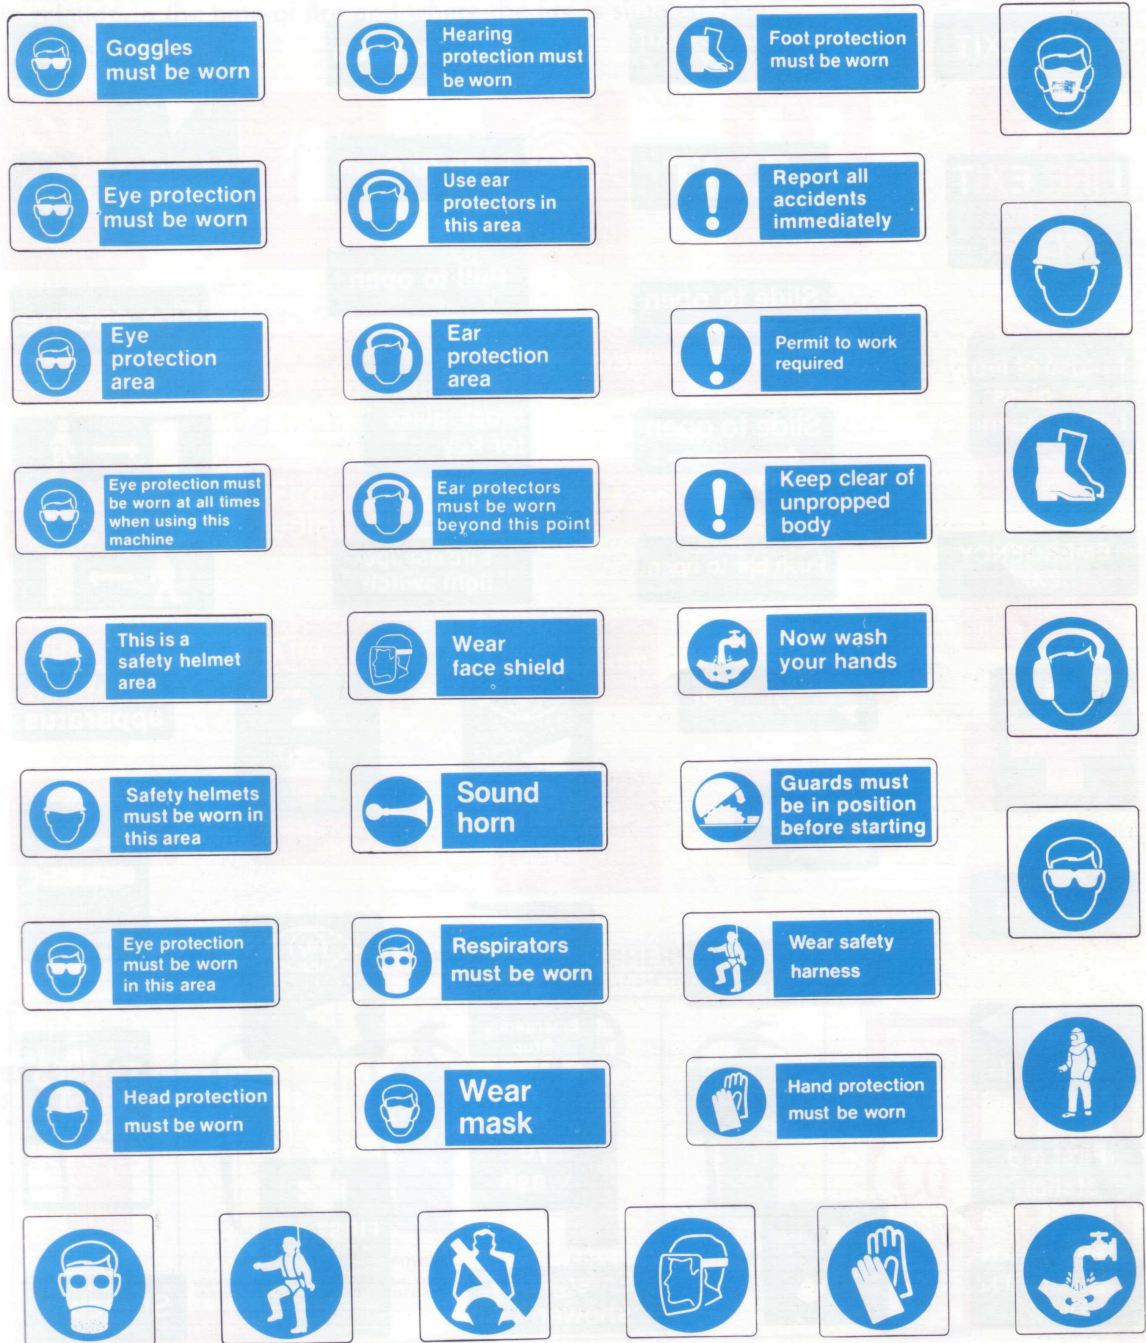 Goggles
must be worn
Hearing
protection must
be worn
Foot protection
must be worn
Eye protection
must be worn
Use ear
protectors in
this area
Report all
accidents
immediately
Eye
protection
area
Ear
protection
area
Permit to work
required
Eye protection must
be worn at all times
when using this
machine
Ear protectors
must be worn
beyond this point
Keep clear of
unpropped
body
This is a
safety helmet
area
Wear
face shield
Now wash
your hands
Safety helmets
must be worn in
this area
Sound
horn
Guards must
be in position
before starting
Eye protection
must be worn
in this area
Respirators
must be worn
Wear safety
harness
Head protection
must be worn
Wear
mask
Hand protection
must be worn